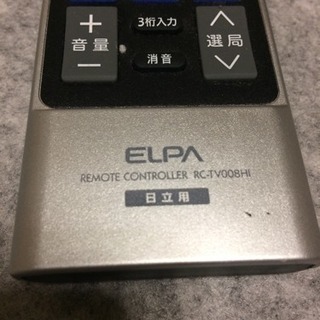 3桁入力
+
音量
-
消音
選局
ELPA
REMOTE CONTROLLER RC-TV008HI
日立用